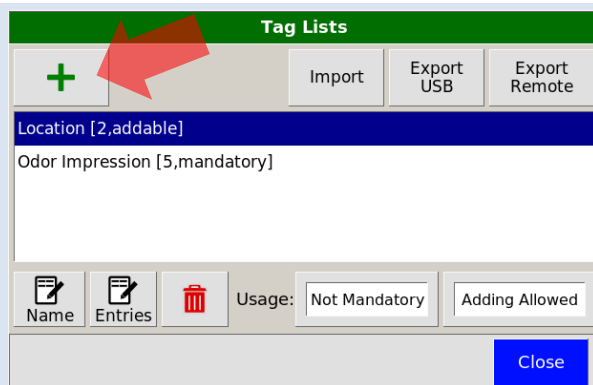 Tag Lists
Import
Export
USB
Export
Remote
Location [2,addable]
Odor Impression [5,mandatory]
Name
Entries
Usage:
Not Mandatory
Adding Allowed
Close